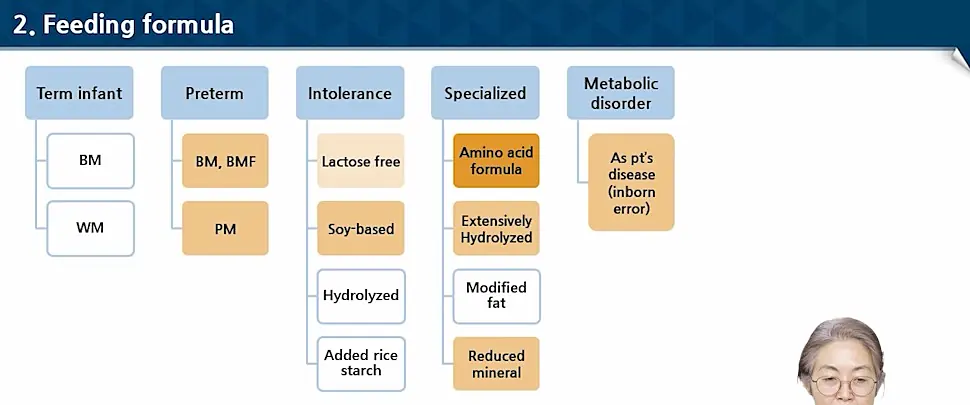 2. Feeding formula
Term infant
BM
WM
Preterm
BM, BMF
PM
Intolerance
Lactose free
Soy-based
Hydrolyzed
Added rice
starch
Specialized
Amino acid
formula
Extensively
Hydrolyzed
Modified
fat
Reduced
mineral
Metabolic
disorder
As pt's
disease
(inborn
error)